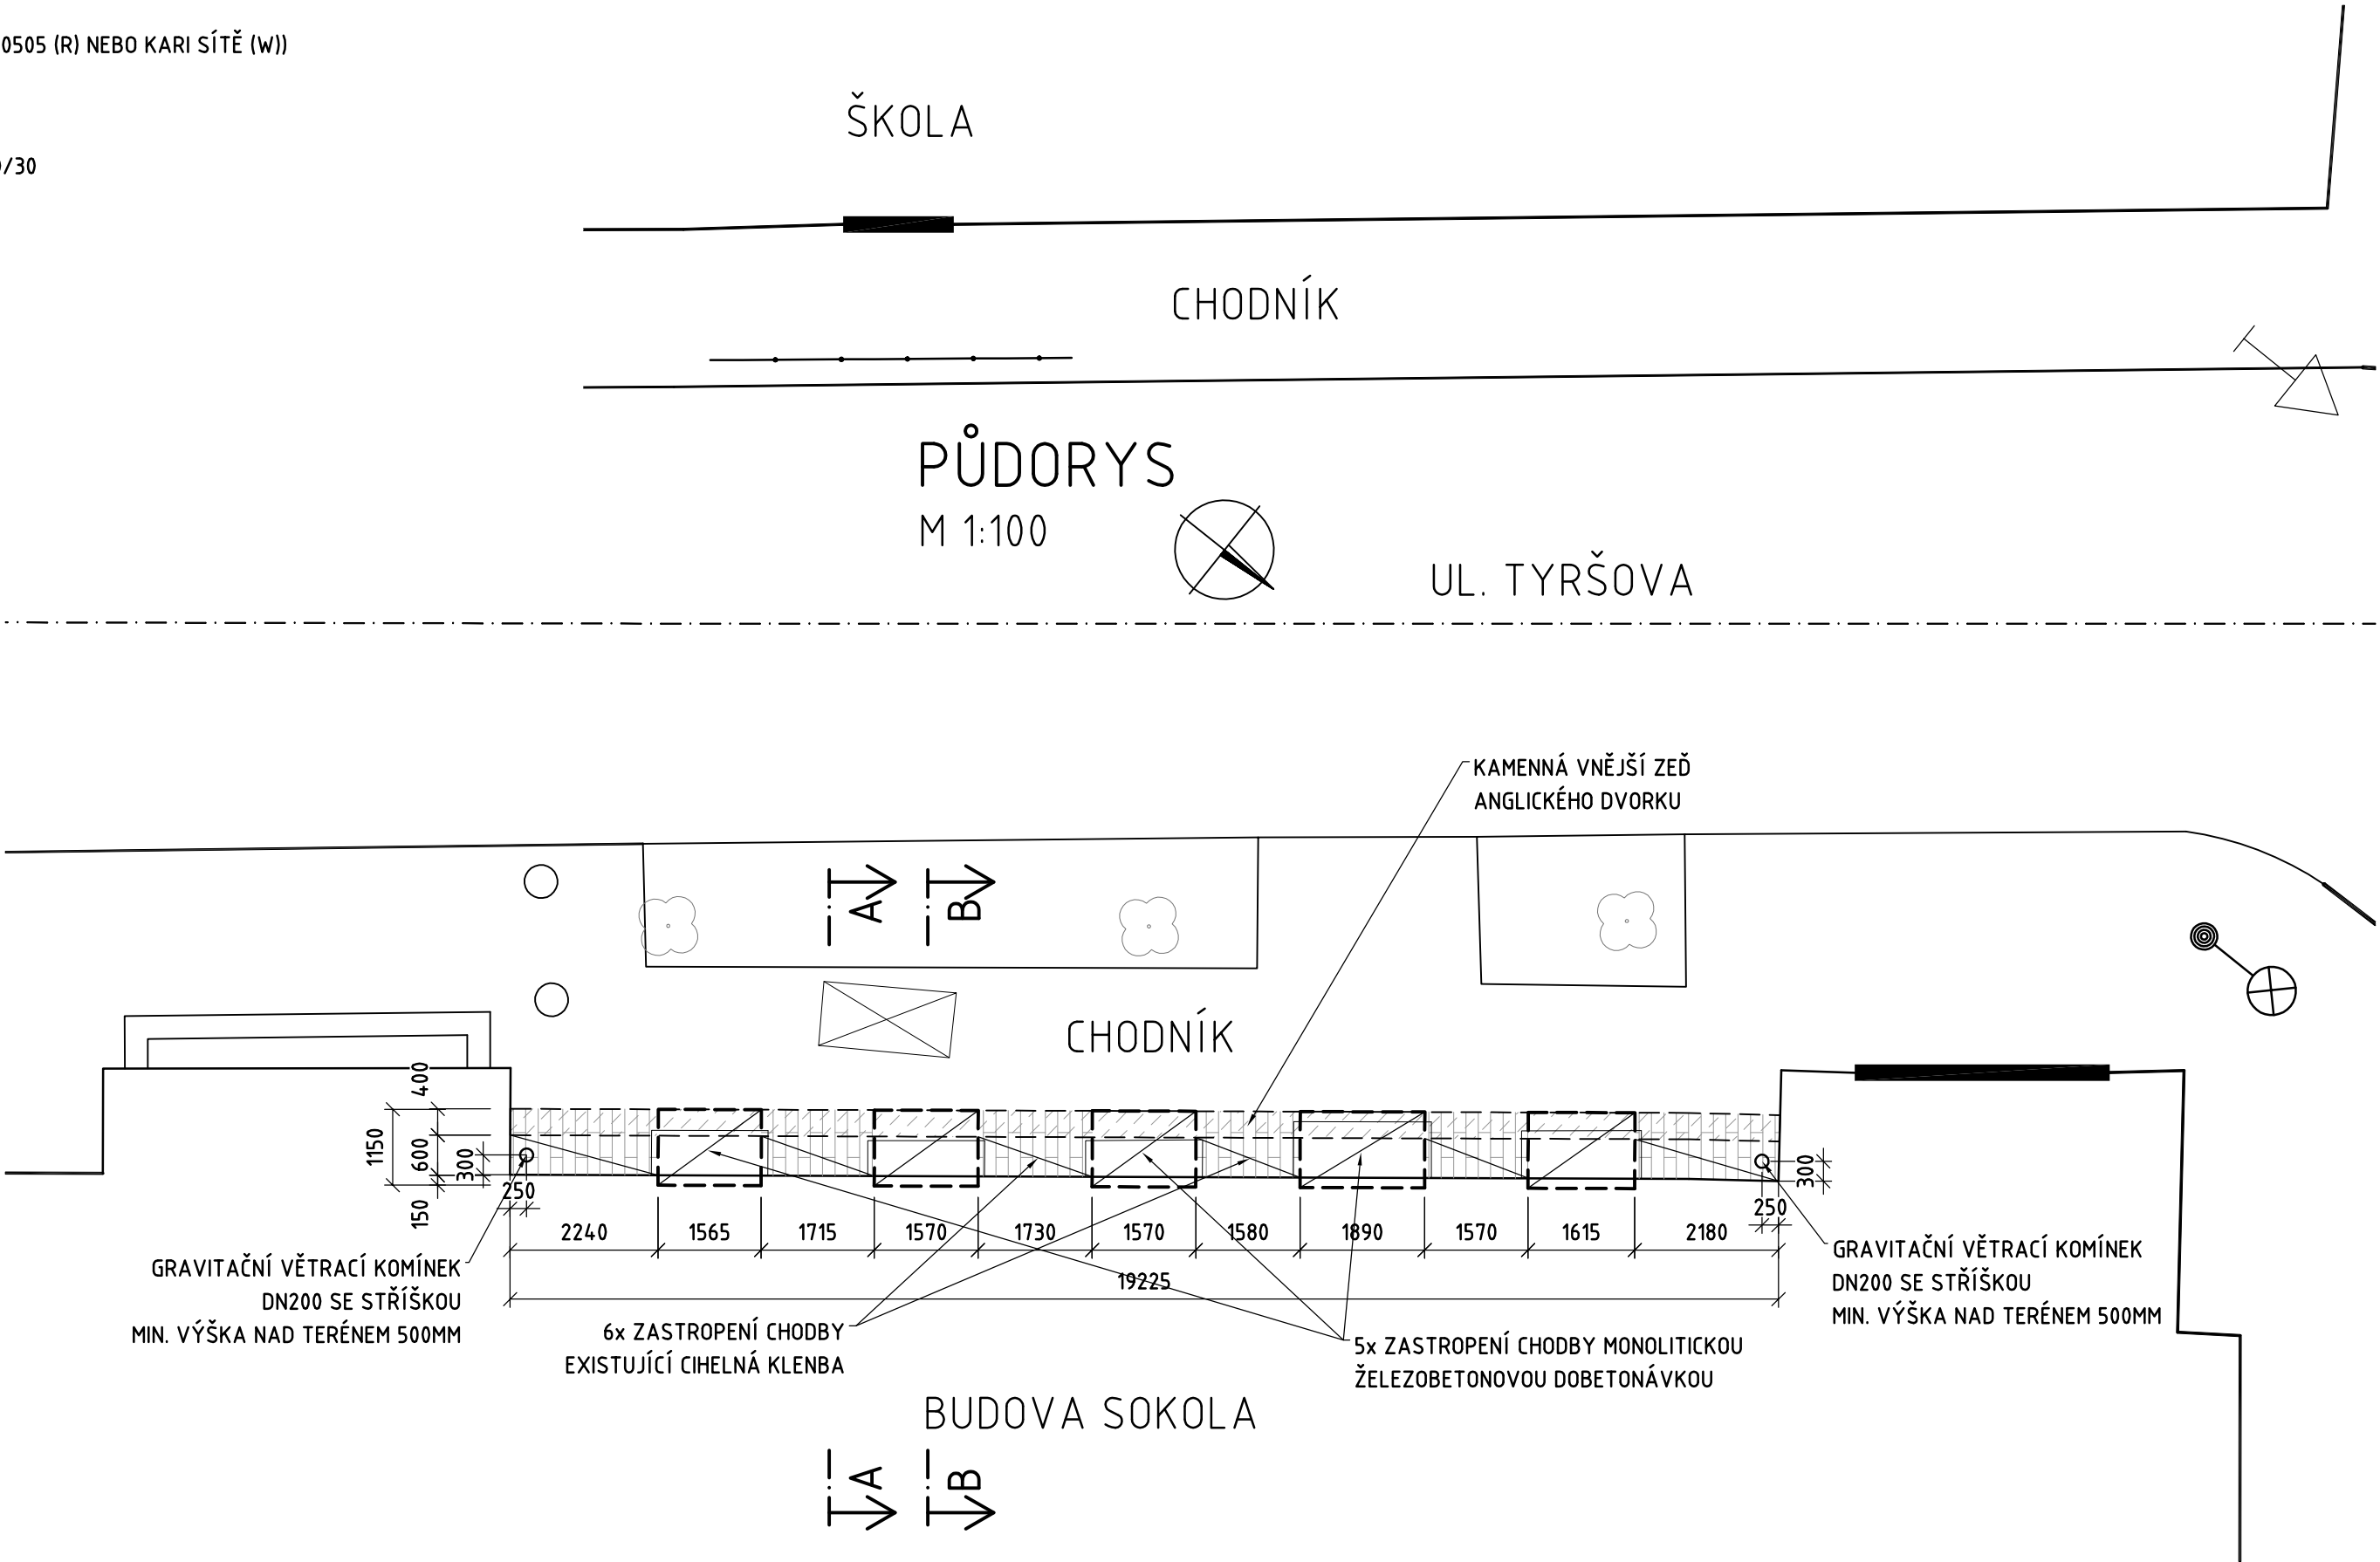 0505 (R) NEBO KARI SÍTĚ (W))
/30
ŠKOLA
CHODNÍK
PŮDORYS
M 1:100
UL. TYRŠOVA
KAMENNÁ VNĚJŠÍ ZEĎ
ANGLICKÉHO DVORKU
A
B
CHODNÍK
400
1150
600
300
150
250
300
250
2240 1565 1715 1570 1730 1570 1580 1890 1570 1615 2180
19225
GRAVITAČNÍ VĚTRACÍ KOMÍNEK
DN200 SE STŘÍŠKOU
MIN. VÝŠKA NAD TERÉNEM 500MM
GRAVITAČNÍ VĚTRACÍ KOMÍNEK
DN200 SE STŘÍŠKOU
MIN. VÝŠKA NAD TERÉNEM 500MM
6x ZASTROPENÍ CHODBY
EXISTUJÍCÍ CIHELNÁ KLENBA
5x ZASTROPENÍ CHODBY MONOLITICKOU
ŽELEZOBETONOVOU DOBETONÁVKOU
BUDOVA SOKOLA
A
B